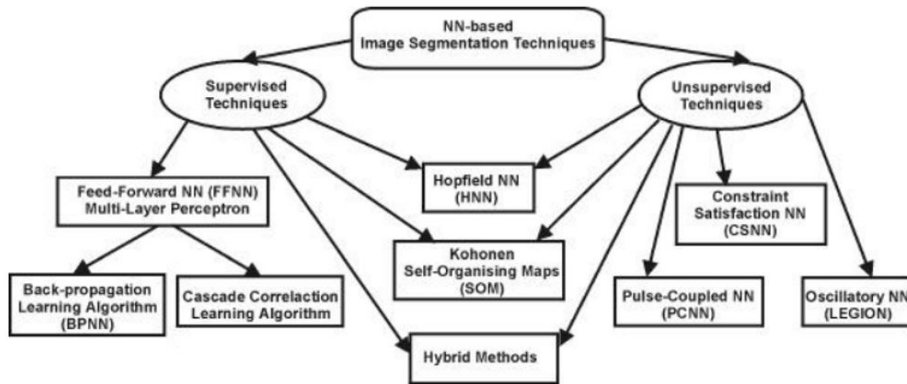 NN-based
Image Segmentation Techniques
Supervised
Techniques
Unsupervised
Techniques
Feed-Forward NN (FFNN)
Multi-Layer Perceptron
Hopfield NN
(HNN)
Constraint
Satisfaction NN
(CSNN)
Kohonen
Self-Organising Maps
(SOM)
Back-propagation
Learning Algorithm
(BPNN)
Cascade Correlaction
Learning Algorithm
Pulse-Coupled NN
(PCNN)
Oscillatory NN
(LEGION)
Hybrid Methods